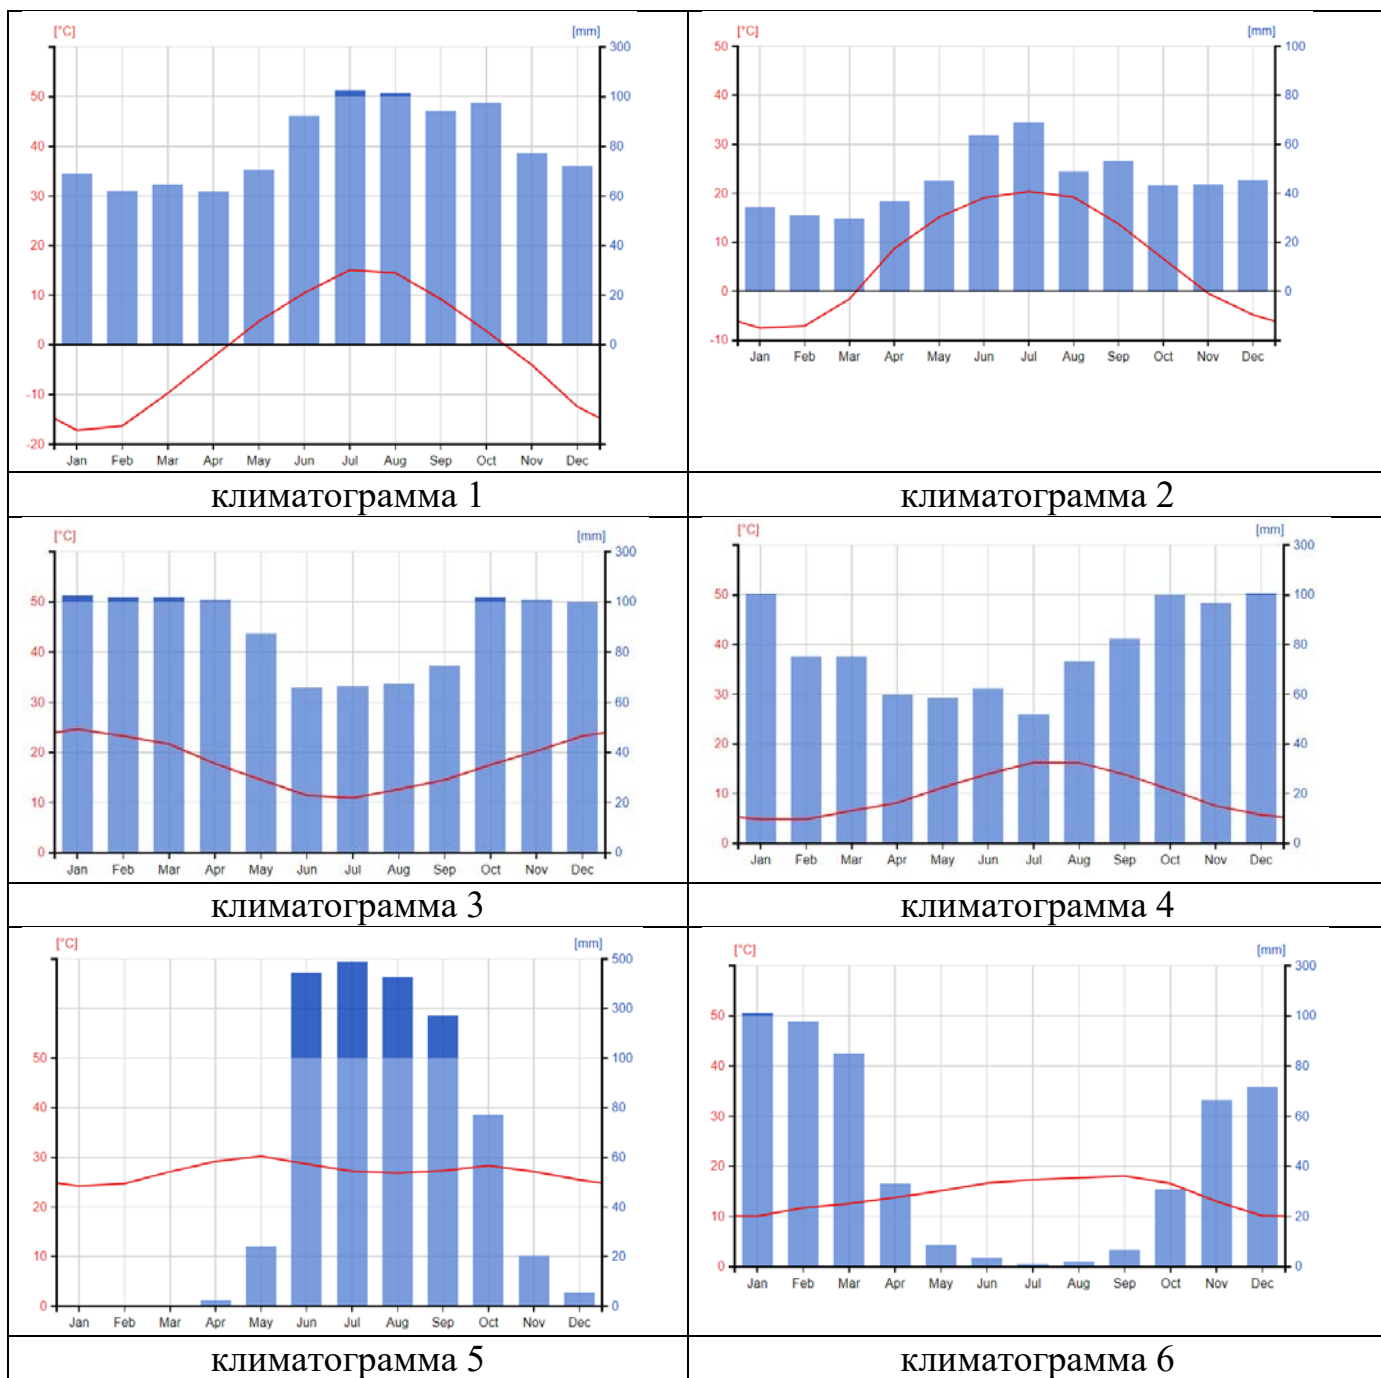 [°C] [mm] [°C] [mm]
300 50 100
50 100 40 80
40 80 30 60
30 60 20 40
20 40 10 20
10 20 0 0
0 0 -10
-10 Jan Feb Mar Apr May Jun Jul Aug Sep Oct Nov Dec
-20
Jan Feb Mar Apr May Jun Jul Aug Sep Oct Nov Dec
климатограмма 1 климатограмма 2
[°C] [mm] [°C] [mm]
300 300
50 100 50 100
40 80 40 80
30 60 30 60
20 40 20 40
10 20 10 20
0 0 0 0
Jan Feb Mar Apr May Jun Jul Aug Sep Oct Nov Dec Jan Feb Mar Apr May Jun Jul Aug Sep Oct Nov Dec
климатограмма 3 климатограмма 4
[°C] [mm] [°C] [mm]
500 300
300 50 100
50 100 40 80
40 80 30 60
30 60 20 40
20 40 10 20
10 20 0 0
0 0
Jan Feb Mar Apr May Jun Jul Aug Sep Oct Nov Dec Jan Feb Mar Apr May Jun Jul Aug Sep Oct Nov Dec
климатограмма 5 климатограмма 6